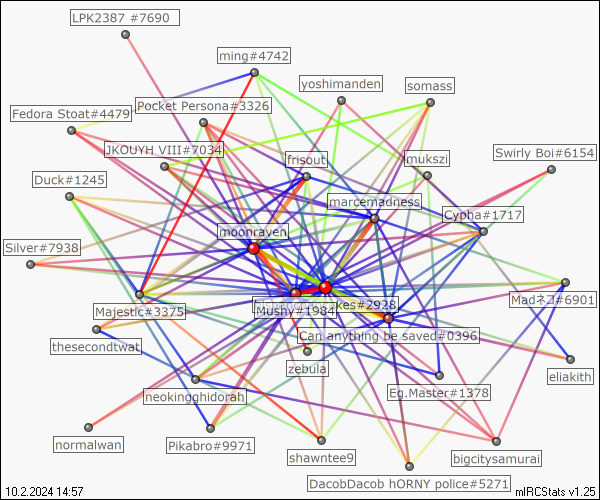 LPK2387 #7690
ming#4742
yoshimanden
somass
Fedora Stoat#4479
Pocket Persona#3326
JKOUYH VIII#7034
frisout
mukszi
Swirly Boi#6154
Duck#1245
marcemadness
Cypha#1717
moonraven
Silver#7938
Majestic#3375
Mushy#1984
kes#2928
Madネコ#6901
Can anything be saved#0396
thesecondtwat
zebula
eliakith
neokingghidorah
Eg.Master#1378
normalwan
Pikabro#9971
shawntee9
bigcitysamurai
DacobDacob hORNY police#5271
10.2.2024 14:57
mIRCStats v1.25